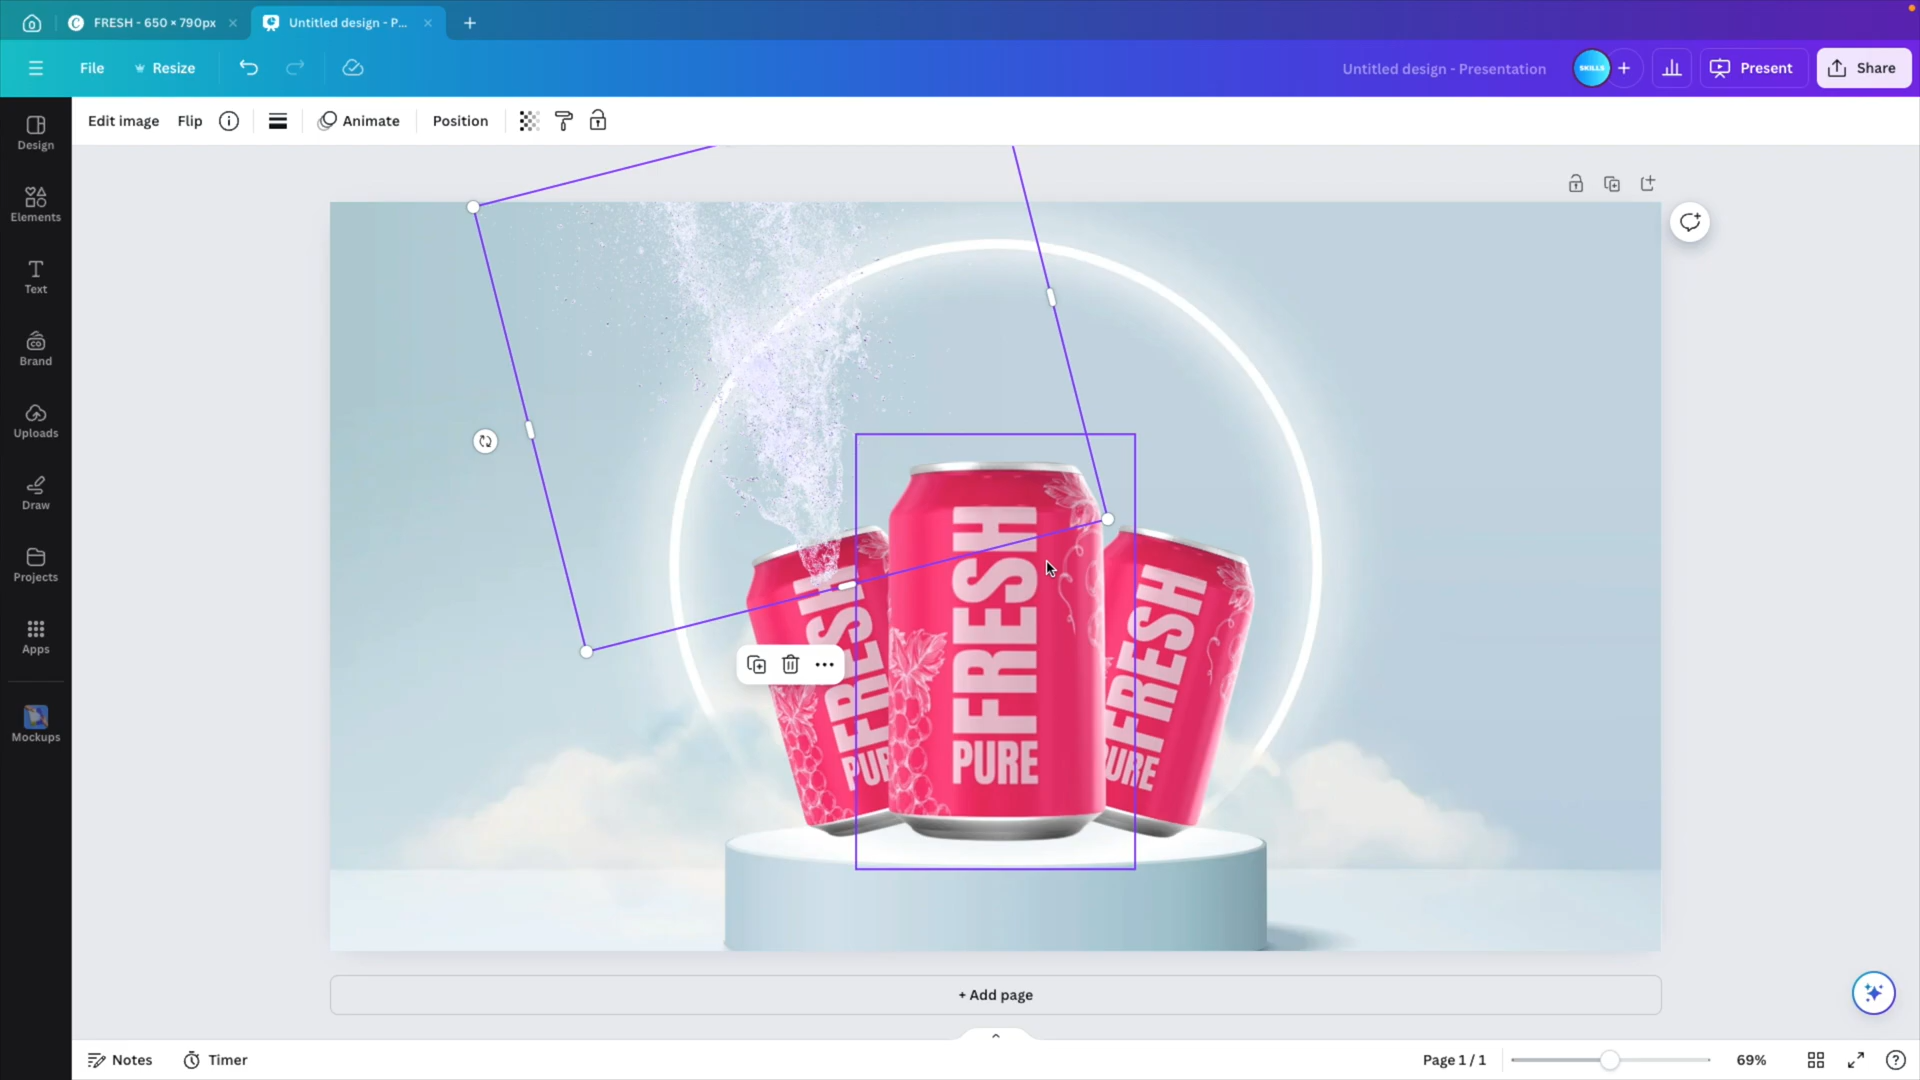 FRESH - 650 × 790px
Untitled design - P...
File
Resize
Untitled design - Presentation
SKILLS
Present
Share
Edit image
Flip
Animate
Position
Design
Elements
Text
Brand
Uploads
Draw
Projects
Apps
Mockups
FRESH
PUR
FRESH
PURE
FRESH
URE
+ Add page
Notes
Timer
Page 1 / 1
69%